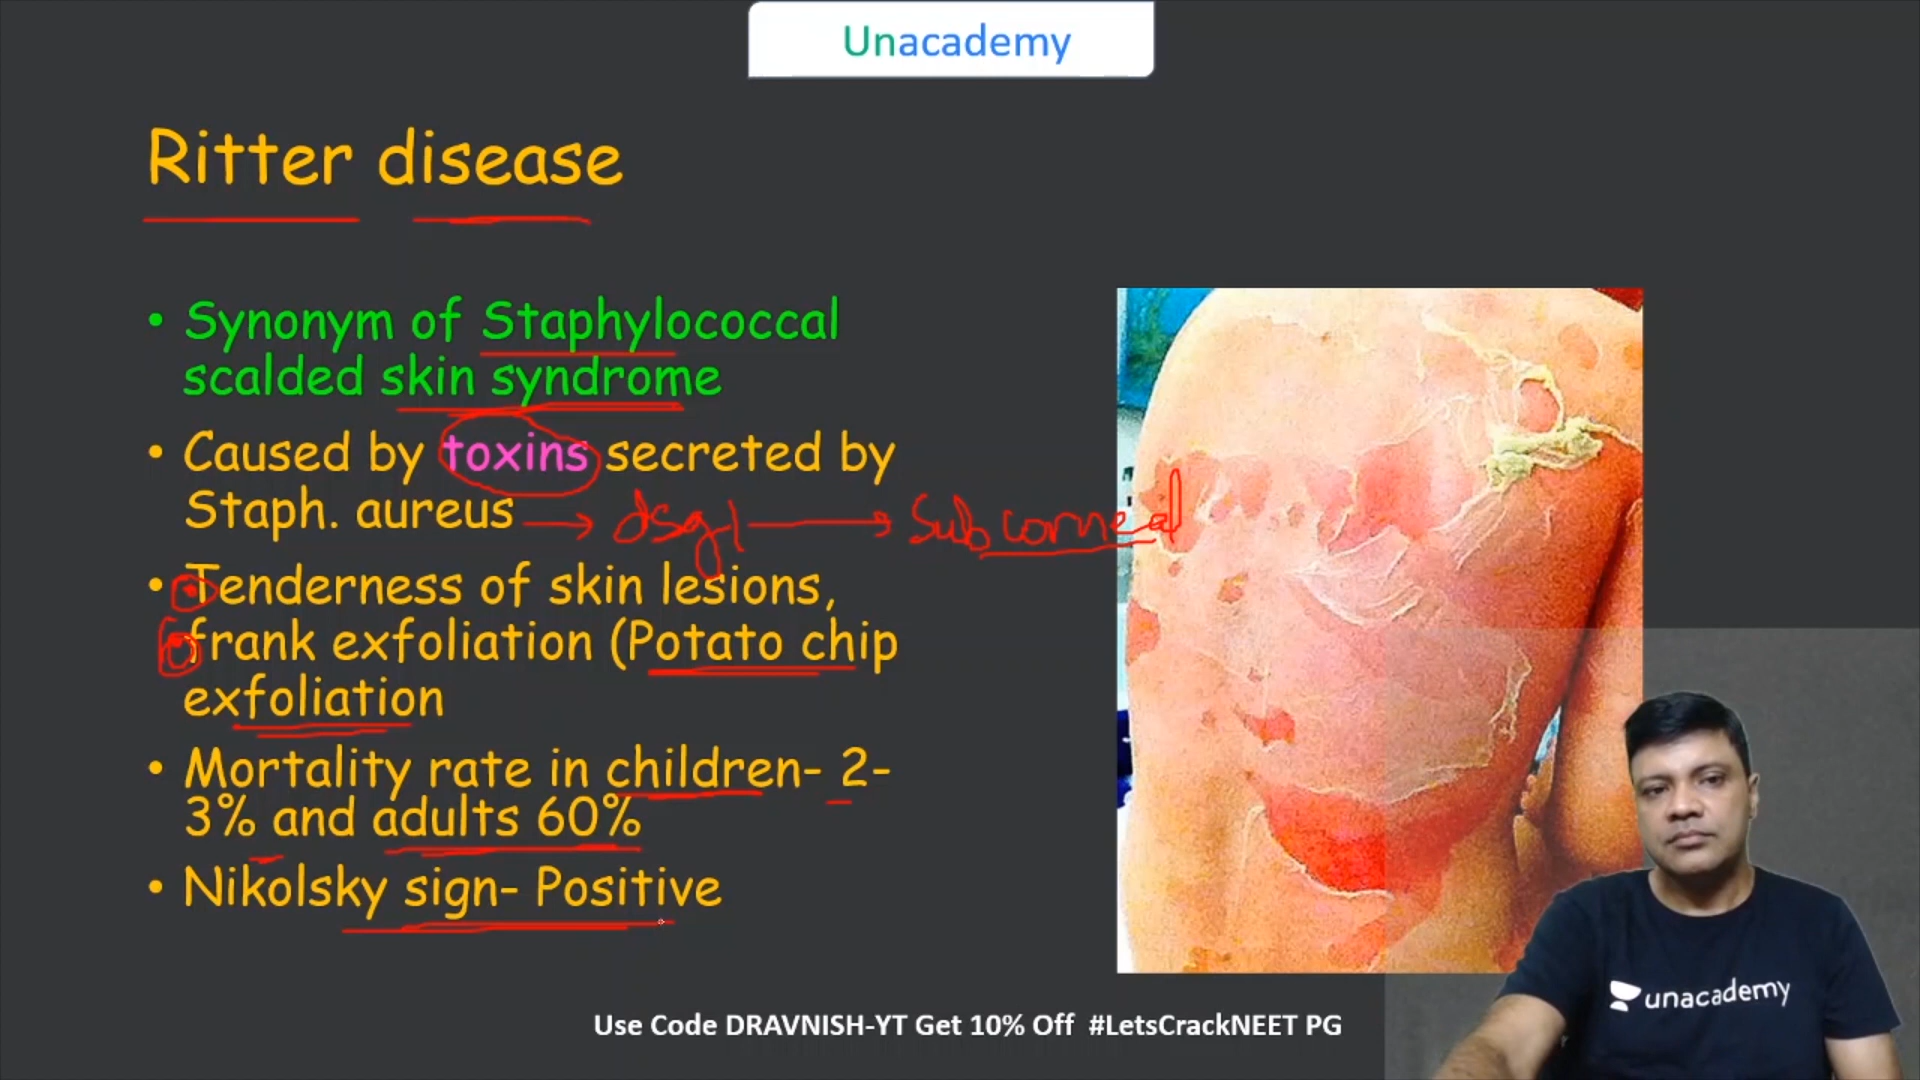 Unacademy
Ritter disease
• Synonym of Staphylococcal
scalded skin syndrome
• Caused by toxins secreted by
Staph. aureus → dsg1 → Subcorneal
• Tenderness of skin lesions,
frank exfoliation (Potato chip
exfoliation
• Mortality rate in children- 2-
3% and adults 60%
• Nikolsky sign- Positive
unacademy
Use Code DRAVNISH-YT Get 10% Off #LetsCrackNEET PG